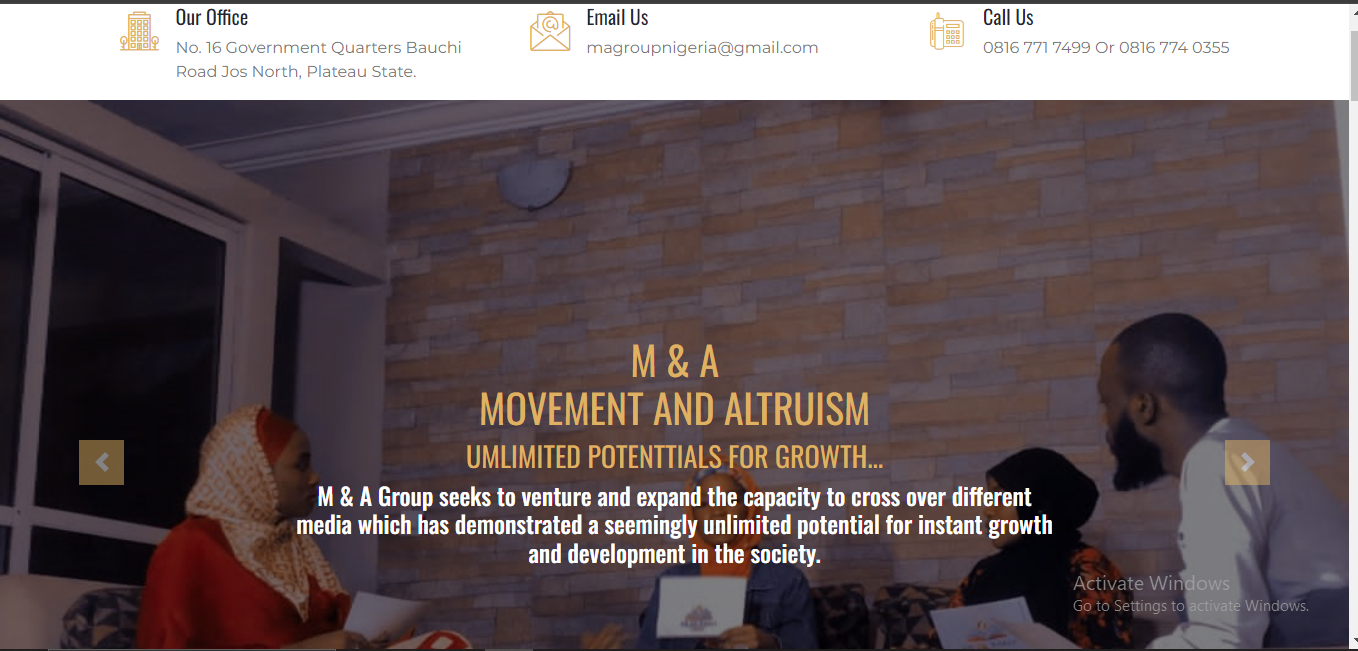 Our Office
No. 16 Government Quarters Bauchi
Road Jos North, Plateau State.
Email Us
magroupnigeria@gmail.com
Call Us
0816 771 7499 Or 0816 774 0355
M & A
MOVEMENT AND ALTRUISM
UMLIMITED POTENTTIALS FOR GROWTH...
M & A Group seeks to venture and expand the capacity to cross over different
media which has demonstrated a seemingly unlimited potential for instant growth
and development in the society.
Activate Windows
Go to Settings to activate Windows.